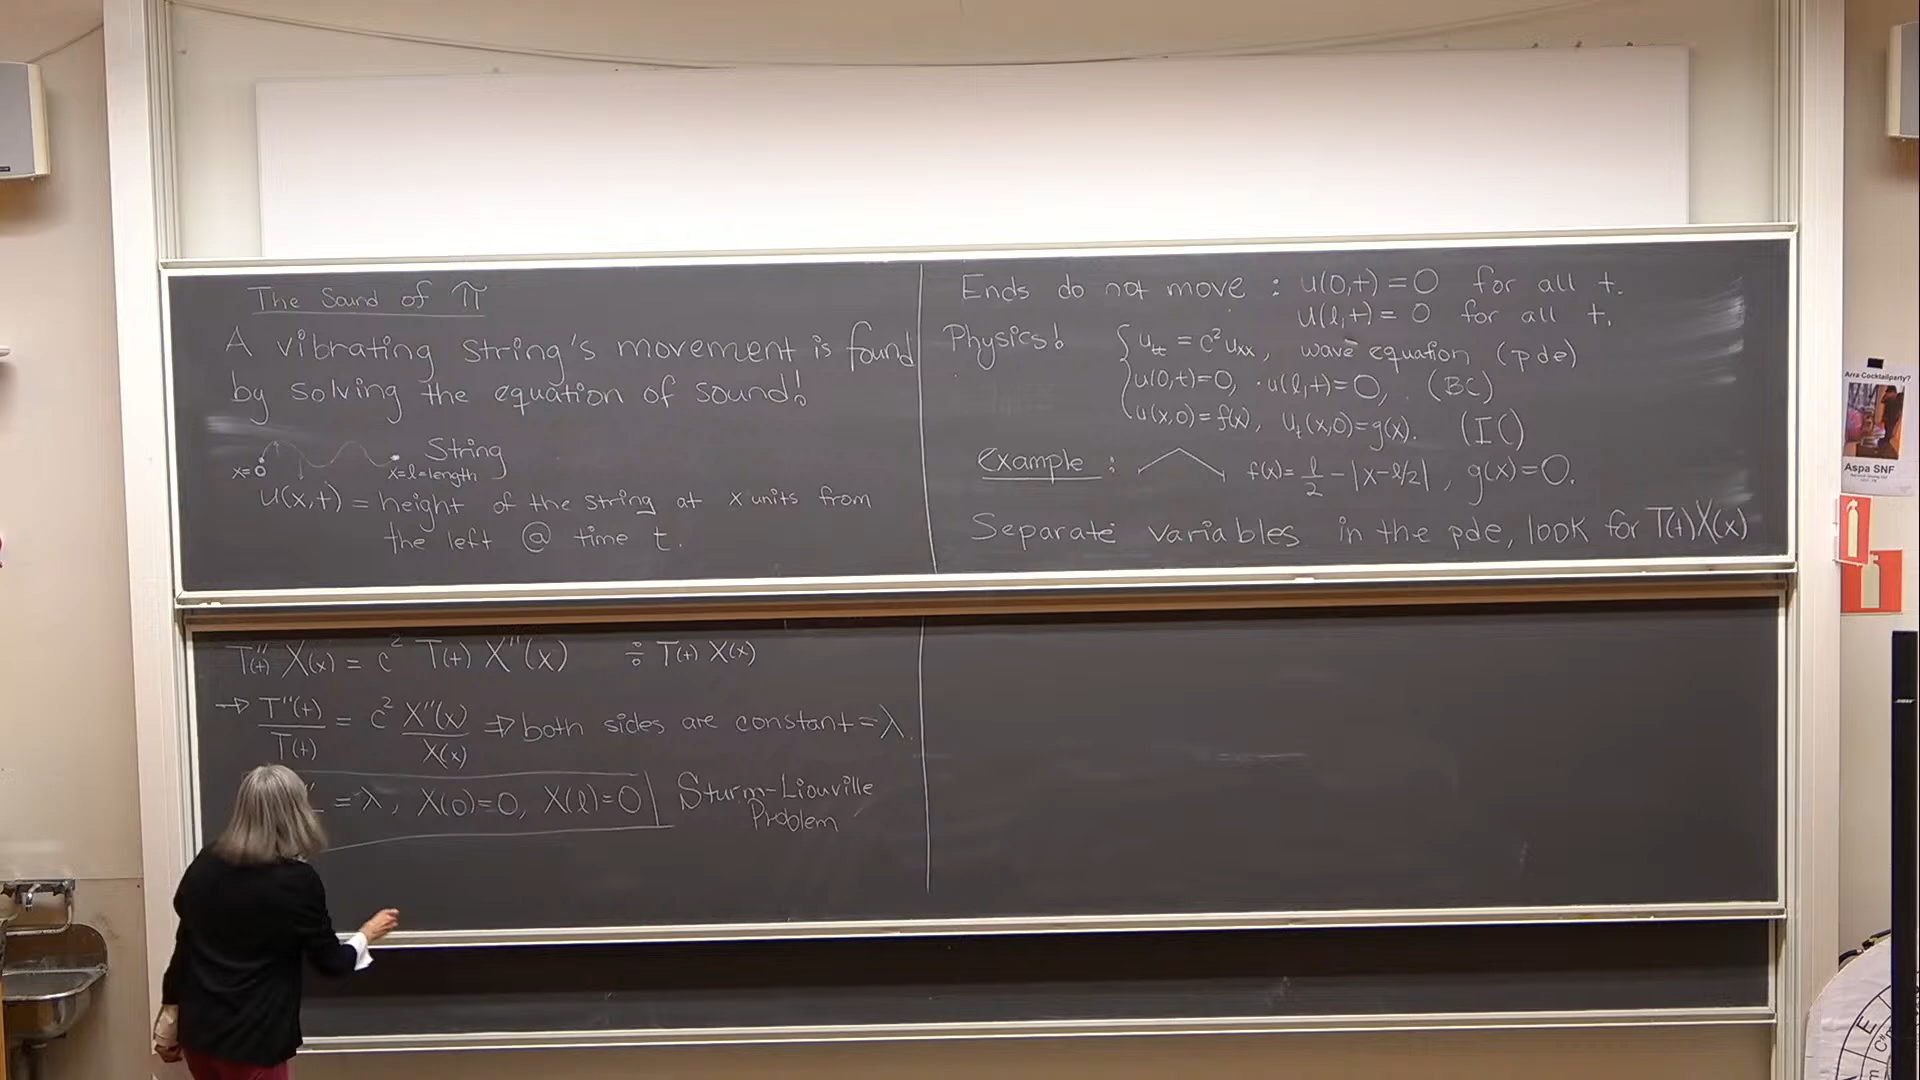 The Sound of π
A vibrating string's movement is found
by solving the equation of sound!
String
x=0
x=l=length
u(x,t) = height of the string at x units from
the left @ time t.
Ends do not move : u(0,t)=0 for all t.
u(l,t)=0 for all t.
Physics!
u_tt = c² u_xx, wave equation (pde)
u(0,t)=0, u(l,t)=0, (BC)
u(x,0)=f(x), u_t(x,0)=g(x). (IC)
Example : f(x)= l/2 - |x-l/2|, g(x)=0.
Separate variables in the pde, look for T(t)X(x)
T''(t) X(x) = c² T(t) X''(x) ÷ T(t) X(x)
→ T''(t)/T(t) = c² X''(x)/X(x) ⇒ both sides are constant = λ.
= λ, X(0)=0, X(l)=0 Sturm-Liouville
Problem
Arra Cocktailparty?
Aspa SNF
E